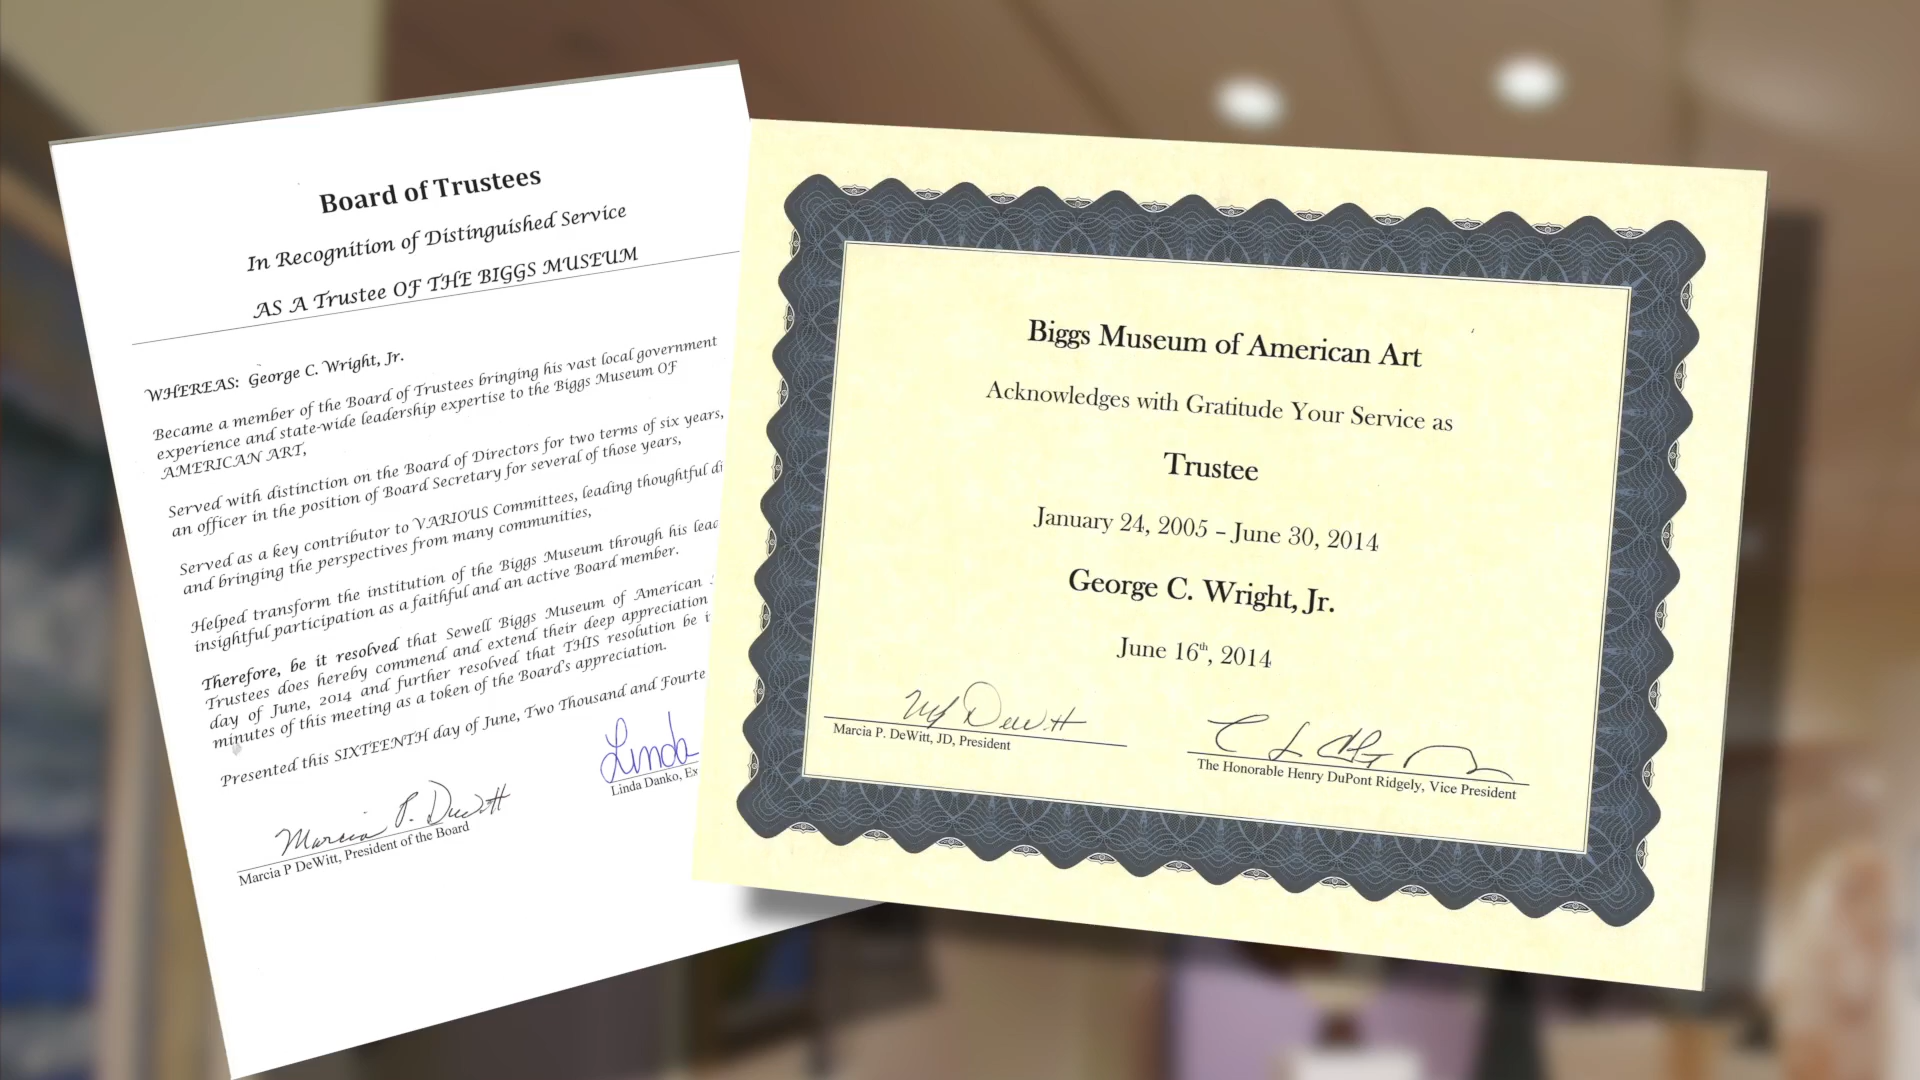 Board of Trustees
In Recognition of Distinguished Service
AS A Trustee OF THE BIGGS MUSEUM
WHEREAS: George C. Wright, Jr.
Became a member of the Board of Trustees bringing his vast local government
experience and state-wide leadership expertise to the Biggs Museum OF
AMERICAN ART,
Served with distinction on the Board of Directors for two terms of six years,
an officer in the position of Board Secretary for several of those years,
Served as a key contributor to VARIOUS Committees, leading thoughtful di
and bringing the perspectives from many communities,
Helped transform the institution of the Biggs Museum through his lead
insightful participation as a faithful and an active Board member.
Therefore, be it resolved that Sewell Biggs Museum of American
Trustees does hereby commend and extend their deep appreciation
day of June, 2014 and further resolved that THIS resolution be i
minutes of this meeting as a token of the Board's appreciation.
Presented this SIXTEENTH day of June, Two Thousand and Fourte
Marcia P. DeWitt
Marcia P DeWitt, President of the Board
Linda
Linda Danko, Ex
Biggs Museum of American Art
Acknowledges with Gratitude Your Service as
Trustee
January 24, 2005 – June 30, 2014
George C. Wright, Jr.
June 16th, 2014
DeWitt
Marcia P. DeWitt, JD, President
The Honorable Henry DuPont Ridgely, Vice President